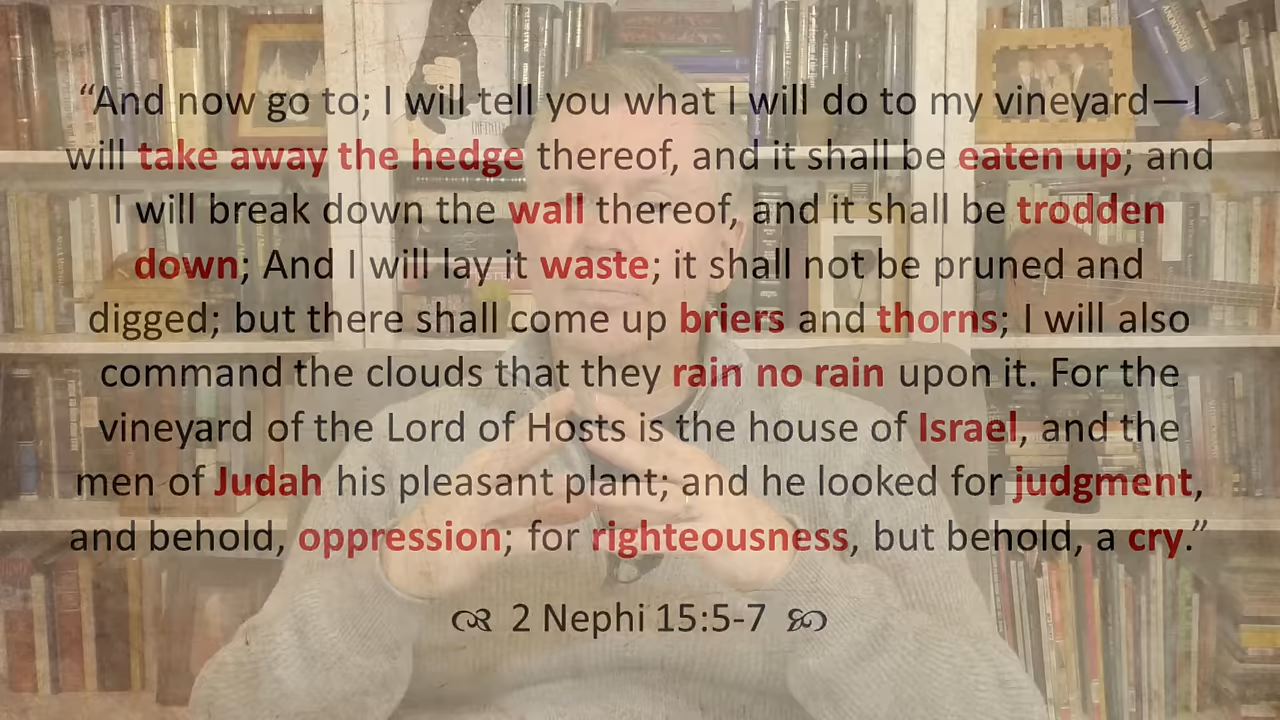 “And now go to; I will tell you what I will do to my vineyard—I
will take away the hedge thereof, and it shall be eaten up; and
I will break down the wall thereof, and it shall be trodden
down; And I will lay it waste; it shall not be pruned and
digged; but there shall come up briers and thorns; I will also
command the clouds that they rain no rain upon it. For the
vineyard of the Lord of Hosts is the house of Israel, and the
men of Judah his pleasant plant; and he looked for judgment,
and behold, oppression; for righteousness, but behold, a cry.”
2 Nephi 15:5-7